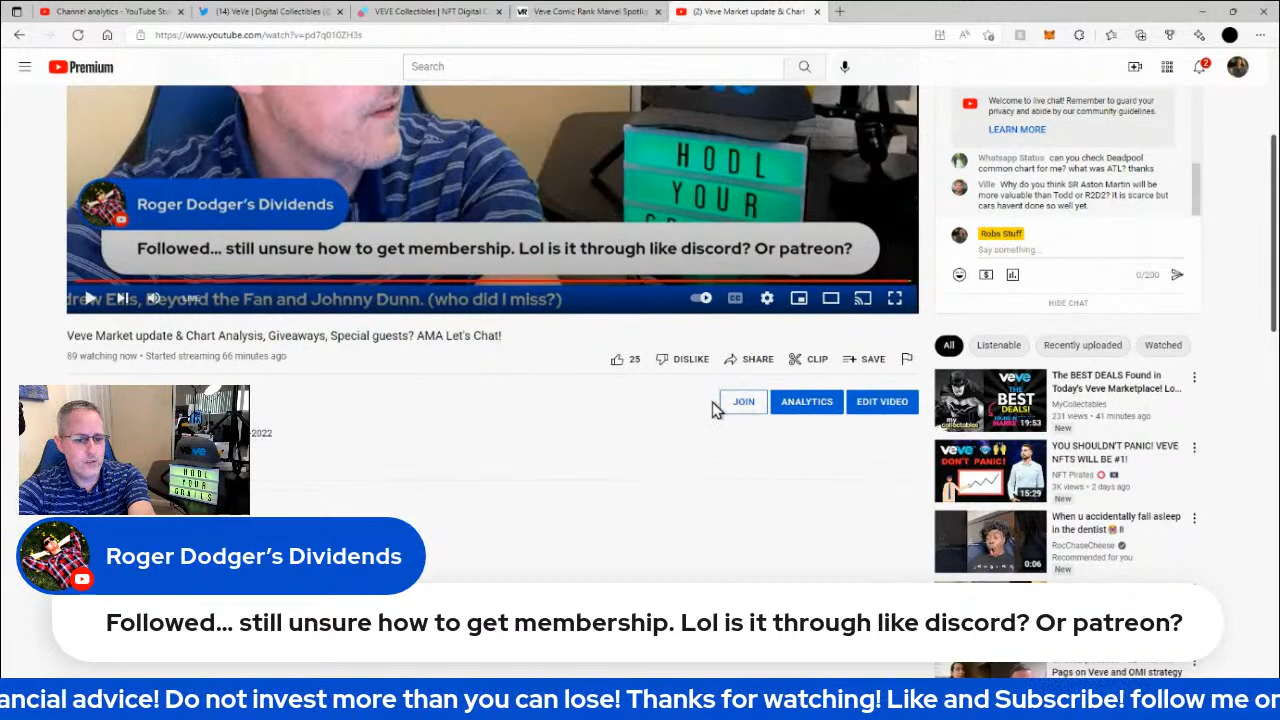 Channel analytics - YouTube Stu
(14) VeVe | Digital Collectibles (
VEVE Collectibles | NFT Digital
Veve Comic Rank Marvel Spotlig
(2) Veve Market update & Chart
https://www.youtube.com/watch?v=pd7q010ZH3s
Premium
Search
2
HODL
YOUR
Roger Dodger's Dividends
Followed... still unsure how to get membership. Lol is it through like discord? Or patreon?
drew Ells, Beyond the Fan and Johnny Dunn. (who did I miss?)
Veve Market update & Chart Analysis, Giveaways, Special guests? AMA Let's Chat!
89 watching now • Started streaming 66 minutes ago
25
DISLIKE
SHARE
CLIP
SAVE
JOIN
ANALYTICS
EDIT VIDEO
2022
Welcome to live chat! Remember to guard your
privacy and abide by our community guidelines.
LEARN MORE
Whatsapp Status can you check Deadpool
common chart for me? what was ATL? thanks
Ville Why do you think SR Aston Martin will be
more valuable than Todd or R2D2? It is scarce but
cars havent done so well yet.
Robs Stuff
Say something...
0/200
HIDE CHAT
All
Listenable
Recently uploaded
Watched
VeVe
THE
BEST
DEALS!
19:53
The BEST DEALS Found in
Today's Veve Marketplace! Lo...
MyCollectables
231 views • 41 minutes ago
New
DON'T PANIC!
15:29
YOU SHOULDN'T PANIC! VEVE
NFTS WILL BE #1!
NFT Pirates
3K views • 2 days ago
New
0:06
When u accidentally fall asleep
in the dentist
RocChaseCheese
Recommended for you
New
HODL
YOUR
GRAILS
Roger Dodger's Dividends
Followed... still unsure how to get membership. Lol is it through like discord? Or patreon?
Pags on Veve and OMI strategy
ancial advice! Do not invest more than you can lose! Thanks for watching! Like and Subscribe! follow me on